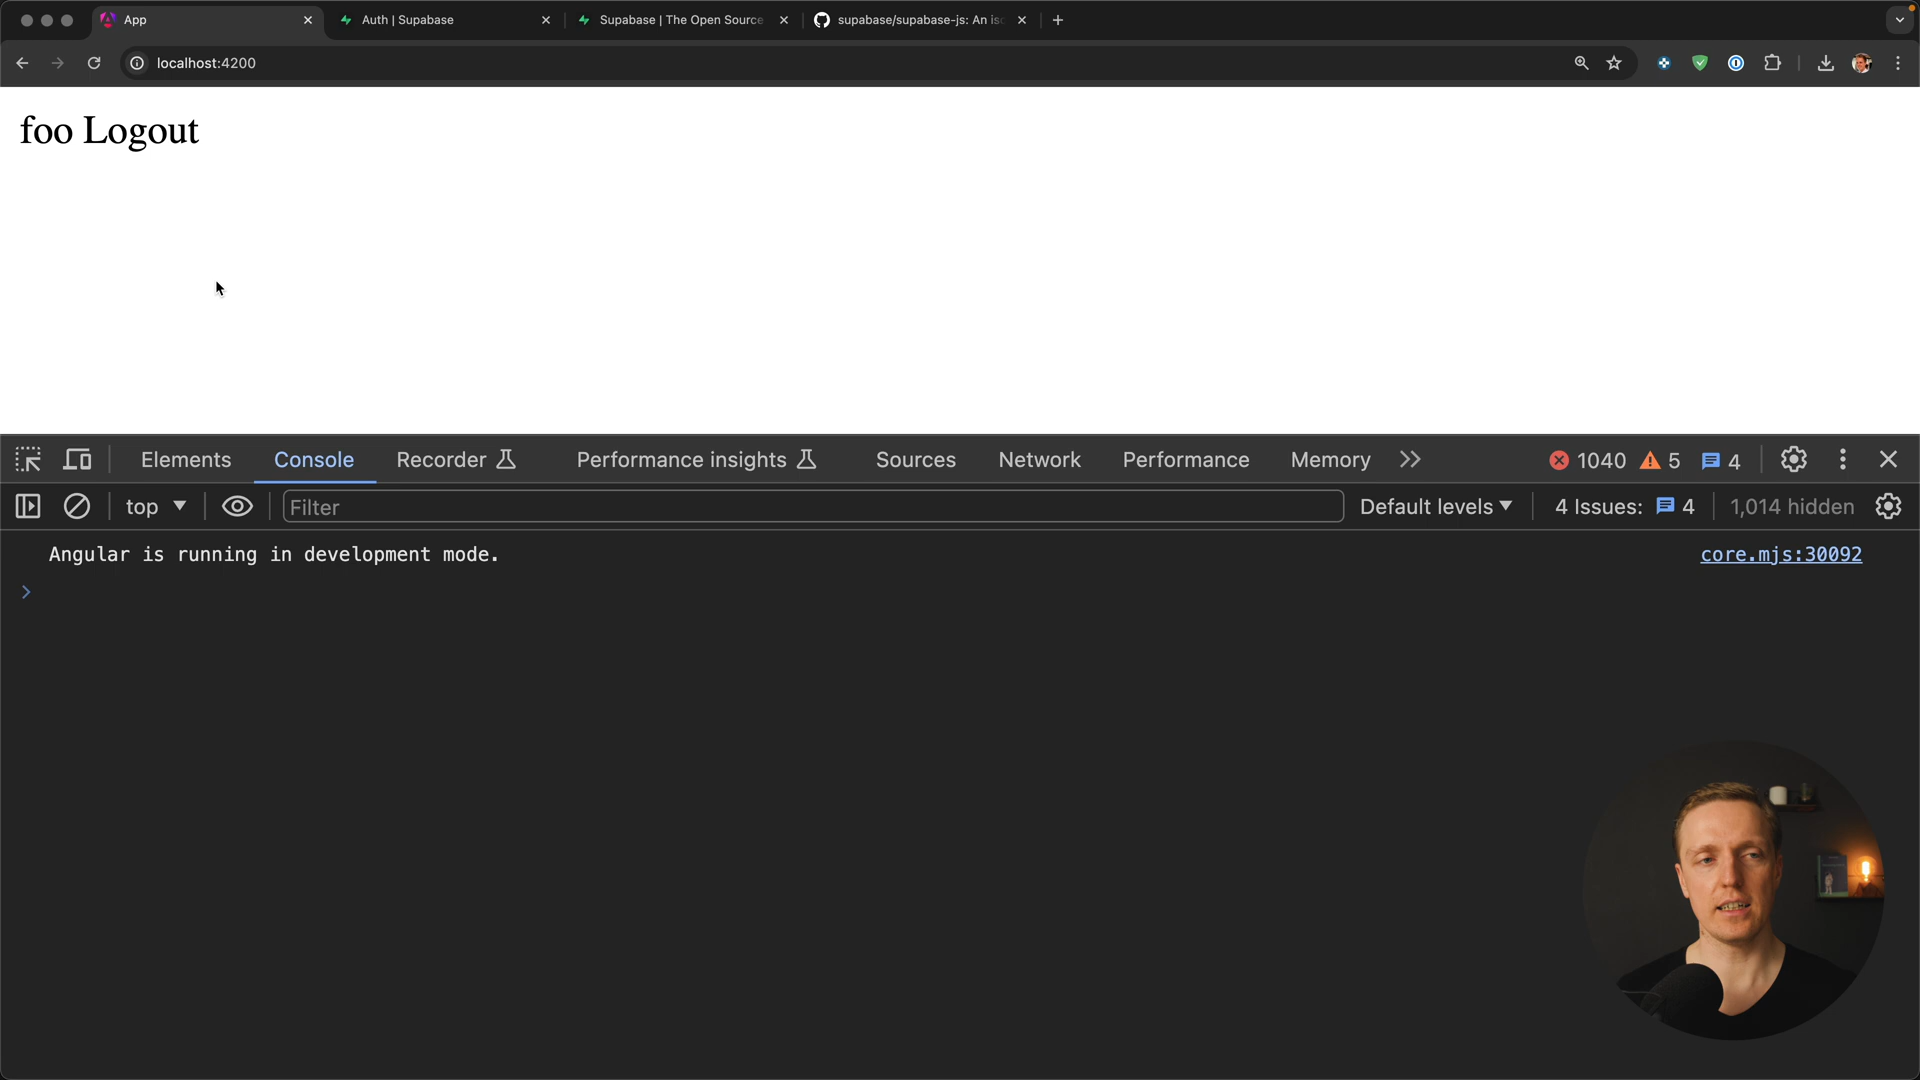 App
Auth | Supabase
Supabase | The Open Source
supabase/supabase-js: An iso
localhost:4200
foo Logout
Elements
Console
Recorder
Performance insights
Sources
Network
Performance
Memory
1040
5
4
top
Filter
Default levels
4 Issues:
4
1,014 hidden
Angular is running in development mode.
core.mjs:30092